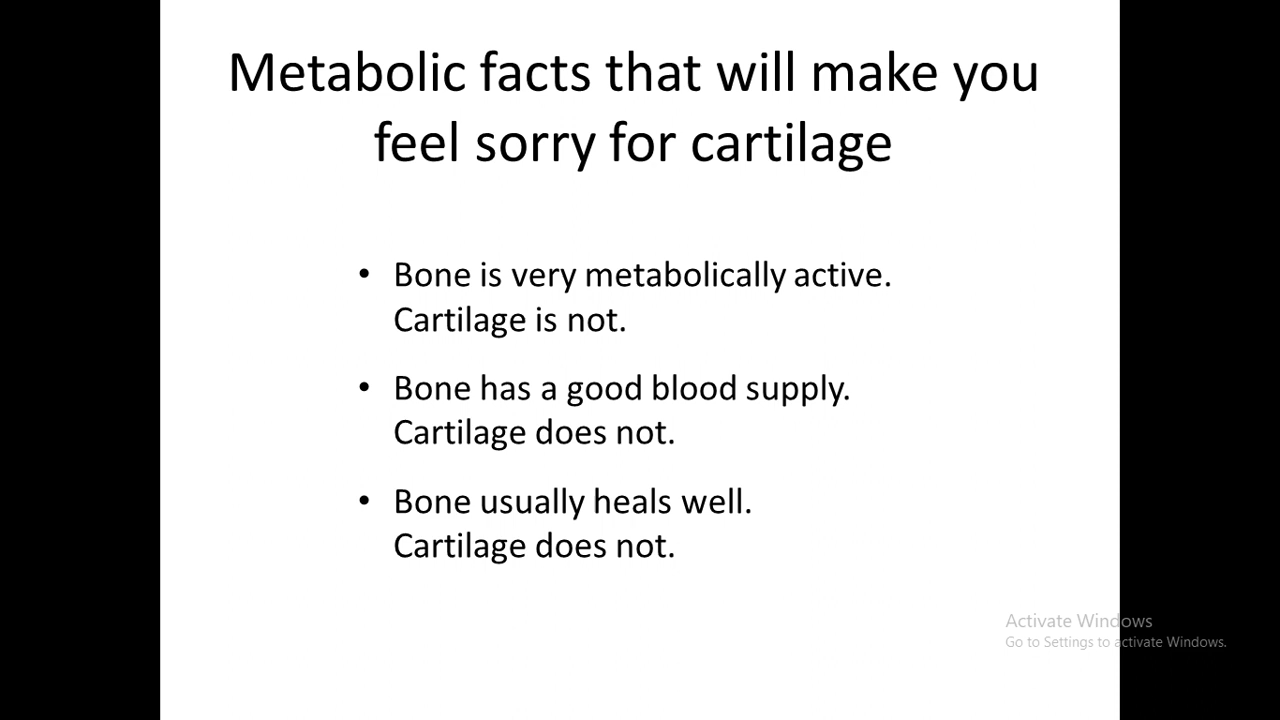 Metabolic facts that will make you
feel sorry for cartilage
• Bone is very metabolically active.
Cartilage is not.
• Bone has a good blood supply.
Cartilage does not.
• Bone usually heals well.
Cartilage does not.
Activate Windows
Go to Settings to activate Windows.